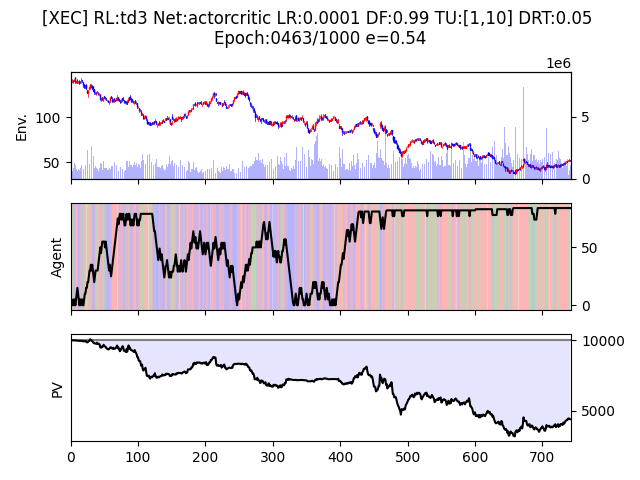 [XEC] RL:td3 Net:actorcritic LR:0.0001 DF:0.99 TU:[1,10] DRT:0.05
Epoch:0463/1000 e=0.54
1e6
Env.
100
50
5
0
Agent
50
0
PV
10000
5000
0 100 200 300 400 500 600 700